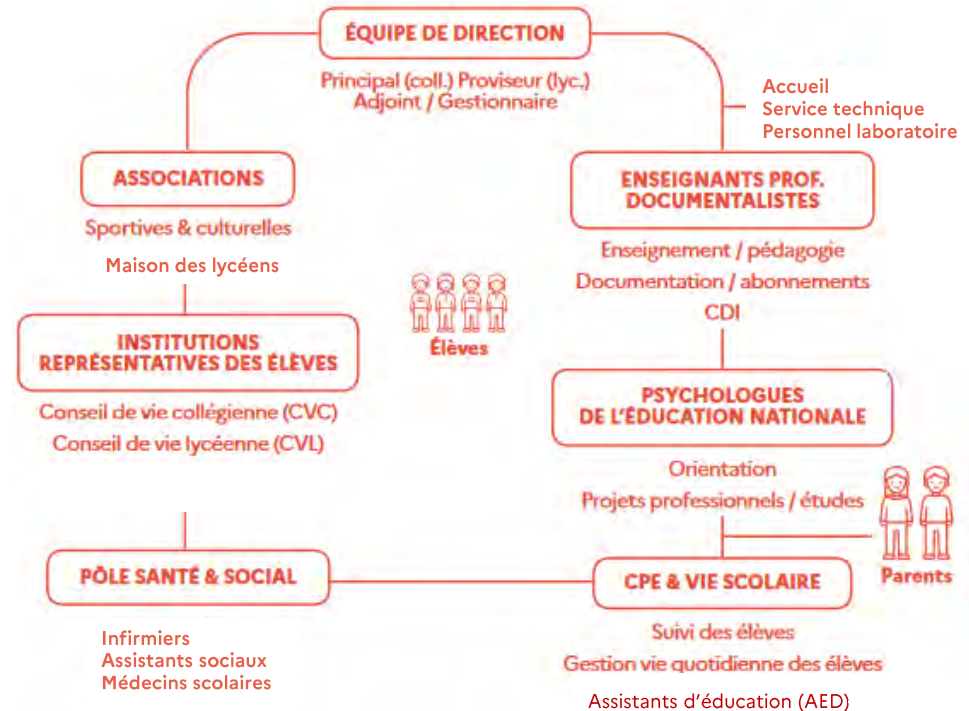 ÉQUIPE DE DIRECTION
Principal (coll.) Proviseur (lyc.)
Adjoint / Gestionnaire
Accueil
Service technique
Personnel laboratoire
ASSOCIATIONS
Sportives & culturelles
Maison des lycéens
ENSEIGNANTS PROF.
DOCUMENTALISTES
Enseignement / pédagogie
Documentation / abonnements
CDI
Élèves
INSTITUTIONS
REPRÉSENTATIVES DES ÉLÈVES
Conseil de vie collégienne (CVC)
Conseil de vie lycéenne (CVL)
PSYCHOLOGUES
DE L'ÉDUCATION NATIONALE
Orientation
Projets professionnels / études
Parents
PÔLE SANTÉ & SOCIAL
Infirmiers
Assistants sociaux
Médecins scolaires
CPE & VIE SCOLAIRE
Suivi des élèves
Gestion vie quotidienne des élèves
Assistants d'éducation (AED)